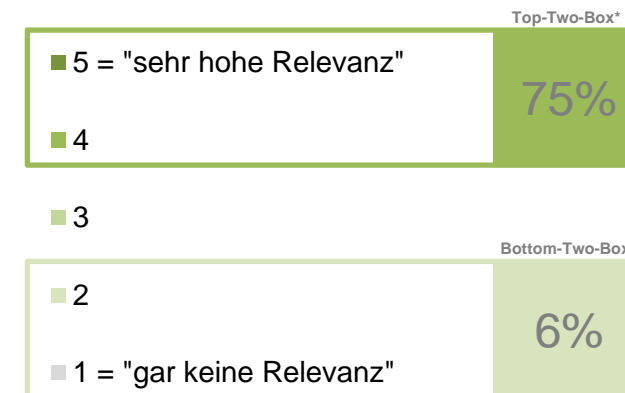 Top-Two-Box*
5 = "sehr hohe Relevanz"
75%
4
3
Bottom-Two-Box
2
6%
1 = "gar keine Relevanz"